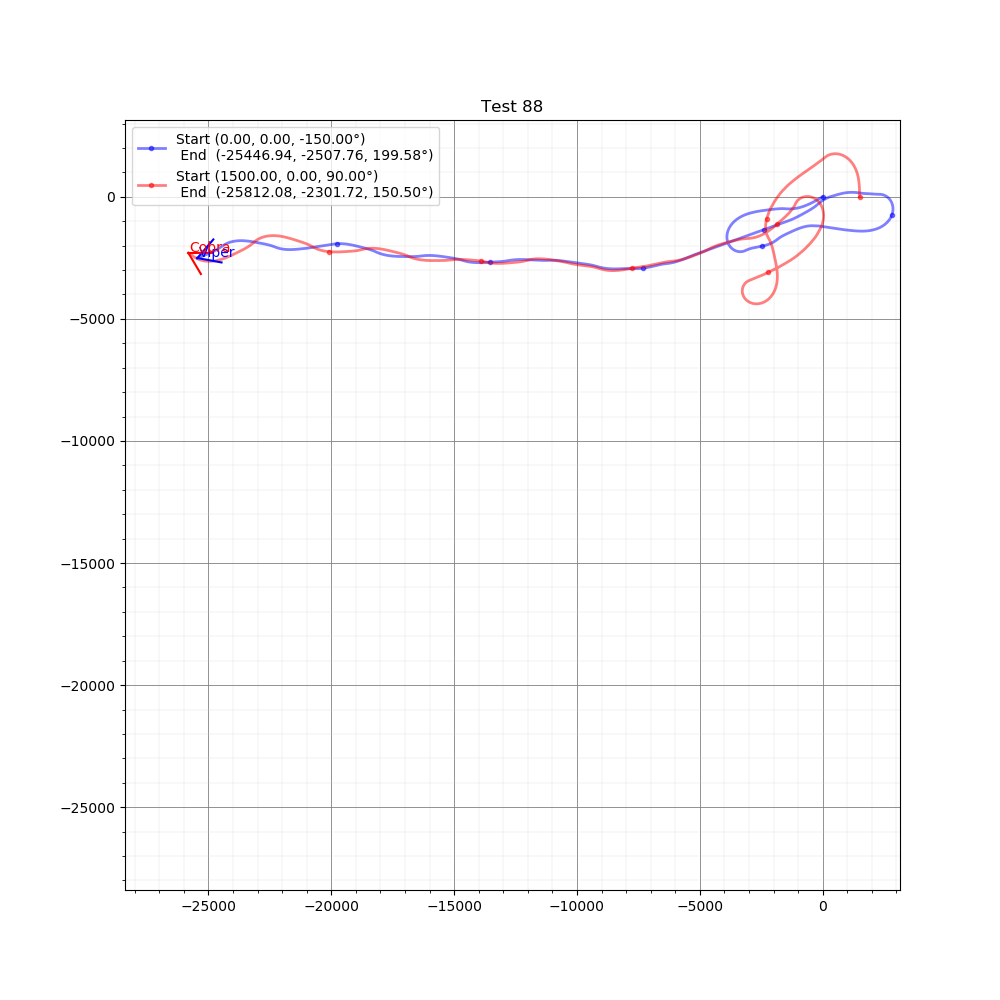 Test 88
Start (0.00, 0.00, -150.00°)
End (-25446.94, -2507.76, 199.58°)
Start (1500.00, 0.00, 90.00°)
End (-25812.08, -2301.72, 150.50°)
Cobra
Viper
0
−5000
−10000
−15000
−20000
−25000
−25000 −20000 −15000 −10000 −5000 0